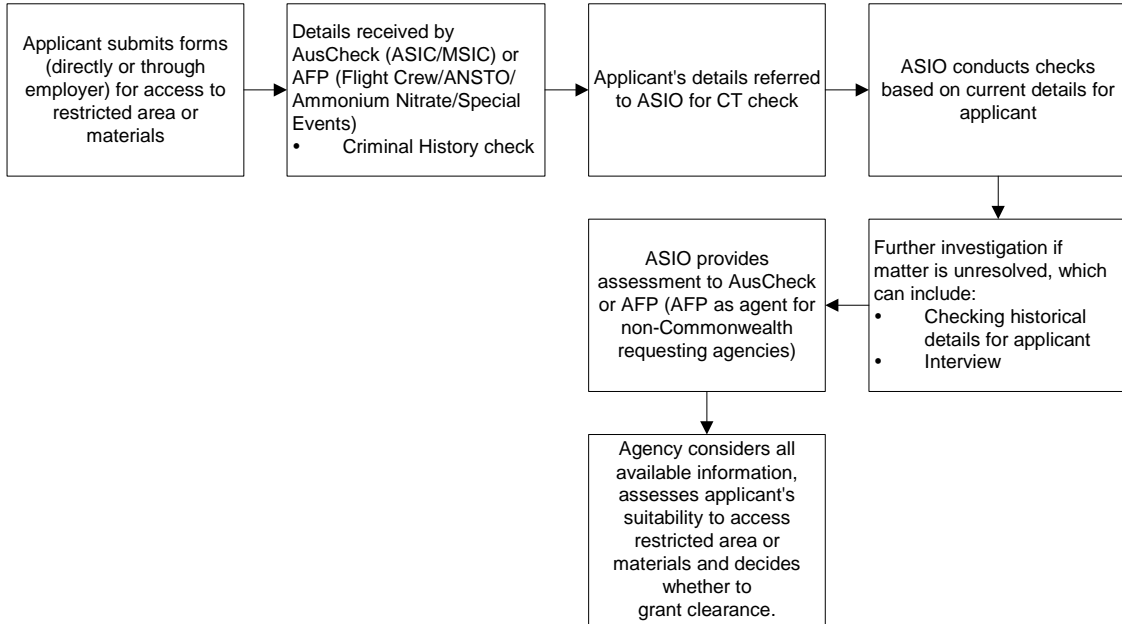 Applicant submits forms
(directly or through
employer) for access to
restricted area or
materials
Details received by
AusCheck (ASIC/MSIC) or
AFP (Flight Crew/ANSTO/
Ammonium Nitrate/Special
Events)
• Criminal History check
Applicant's details referred
to ASIO for CT check
ASIO conducts checks
based on current details for
applicant
Further investigation if
matter is unresolved, which
can include:
• Checking historical
details for applicant
• Interview
ASIO provides
assessment to AusCheck
or AFP (AFP as agent for
non-Commonwealth
requesting agencies)
Agency considers all
available information,
assesses applicant's
suitability to access
restricted area or
materials and decides
whether to
grant clearance.